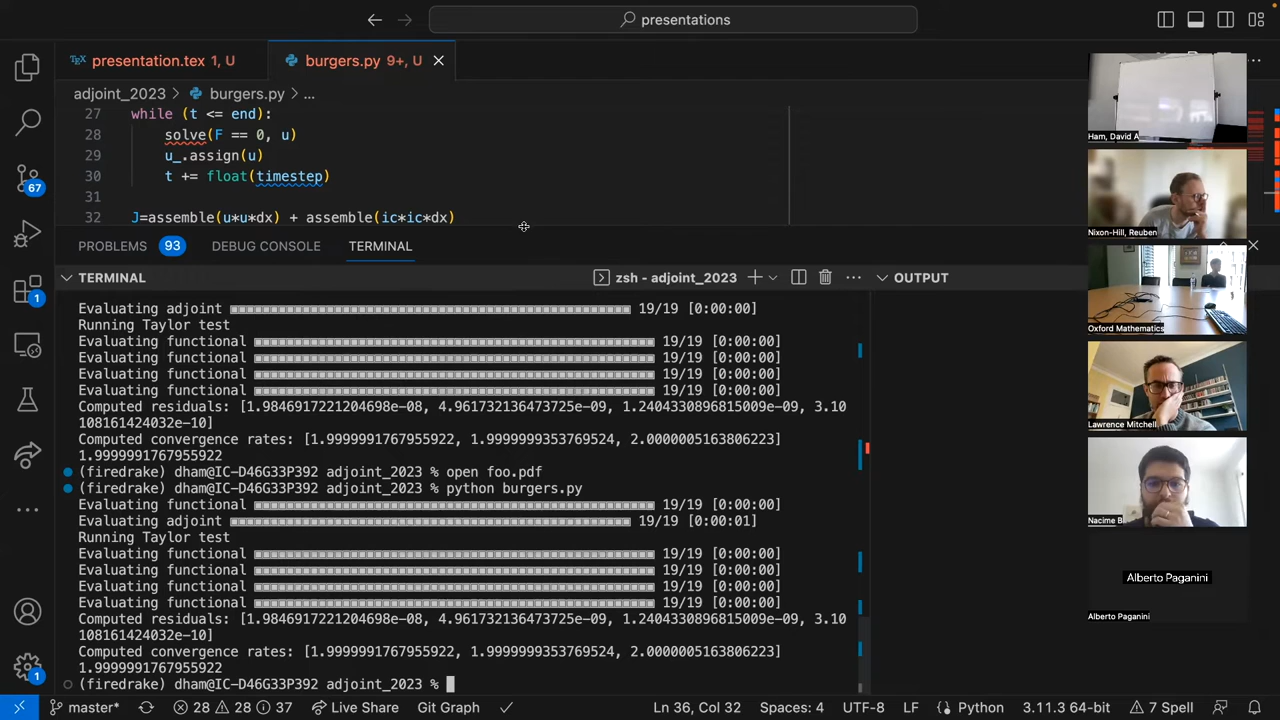 presentations
presentation.tex 1, U
burgers.py 9+, U
adjoint_2023 > burgers.py > ...
27 while (t <= end):
28 solve(F == 0, u)
29 u_.assign(u)
30 t += float(timestep)
31
32 J=assemble(u*u*dx) + assemble(ic*ic*dx)
PROBLEMS 93 DEBUG CONSOLE TERMINAL
TERMINAL
zsh - adjoint_2023
OUTPUT
Evaluating adjoint 19/19 [0:00:00]
Running Taylor test
Evaluating functional 19/19 [0:00:00]
Evaluating functional 19/19 [0:00:00]
Evaluating functional 19/19 [0:00:00]
Evaluating functional 19/19 [0:00:00]
Computed residuals: [1.9846917221204698e-08, 4.961732136473725e-09, 1.2404330896815009e-09, 3.10
108161424032e-10]
Computed convergence rates: [1.9999991767955922, 1.9999999353769524, 2.0000005163806223]
1.9999991767955922
(firedrake) dham@IC-D46G33P392 adjoint_2023 % open foo.pdf
(firedrake) dham@IC-D46G33P392 adjoint_2023 % python burgers.py
Evaluating functional 19/19 [0:00:00]
Evaluating adjoint 19/19 [0:00:01]
Running Taylor test
Evaluating functional 19/19 [0:00:00]
Evaluating functional 19/19 [0:00:00]
Evaluating functional 19/19 [0:00:00]
Evaluating functional 19/19 [0:00:00]
Computed residuals: [1.9846917221204698e-08, 4.961732136473725e-09, 1.2404330896815009e-09, 3.10
108161424032e-10]
Computed convergence rates: [1.9999991767955922, 1.9999999353769524, 2.0000005163806223]
1.9999991767955922
(firedrake) dham@IC-D46G33P392 adjoint_2023 %
67
1
1
master* 28 28 37 Live Share Git Graph Ln 36, Col 32 Spaces: 4 UTF-8 LF Python 3.11.3 64-bit 7 Spell
Ham, David A
Nixon-Hill, Reuben
Oxford Mathematics
Lawrence Mitchell
Nacime B
Alberto Paganini
Alberto Paganini